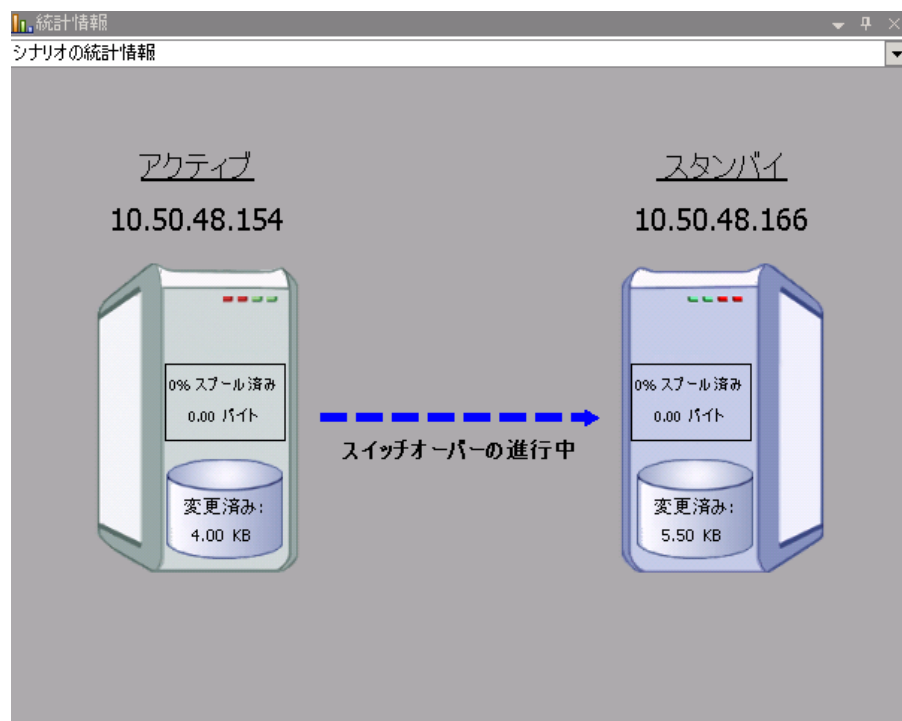 統計情報
シナリオの統計情報
アクティブ
スタンバイ
10.50.48.154
10.50.48.166
0% スプール済み
0.00 バイト
0% スプール済み
0.00 バイト
スイッチオーバーの進行中
変更済み:
4.00 KB
変更済み:
5.50 KB